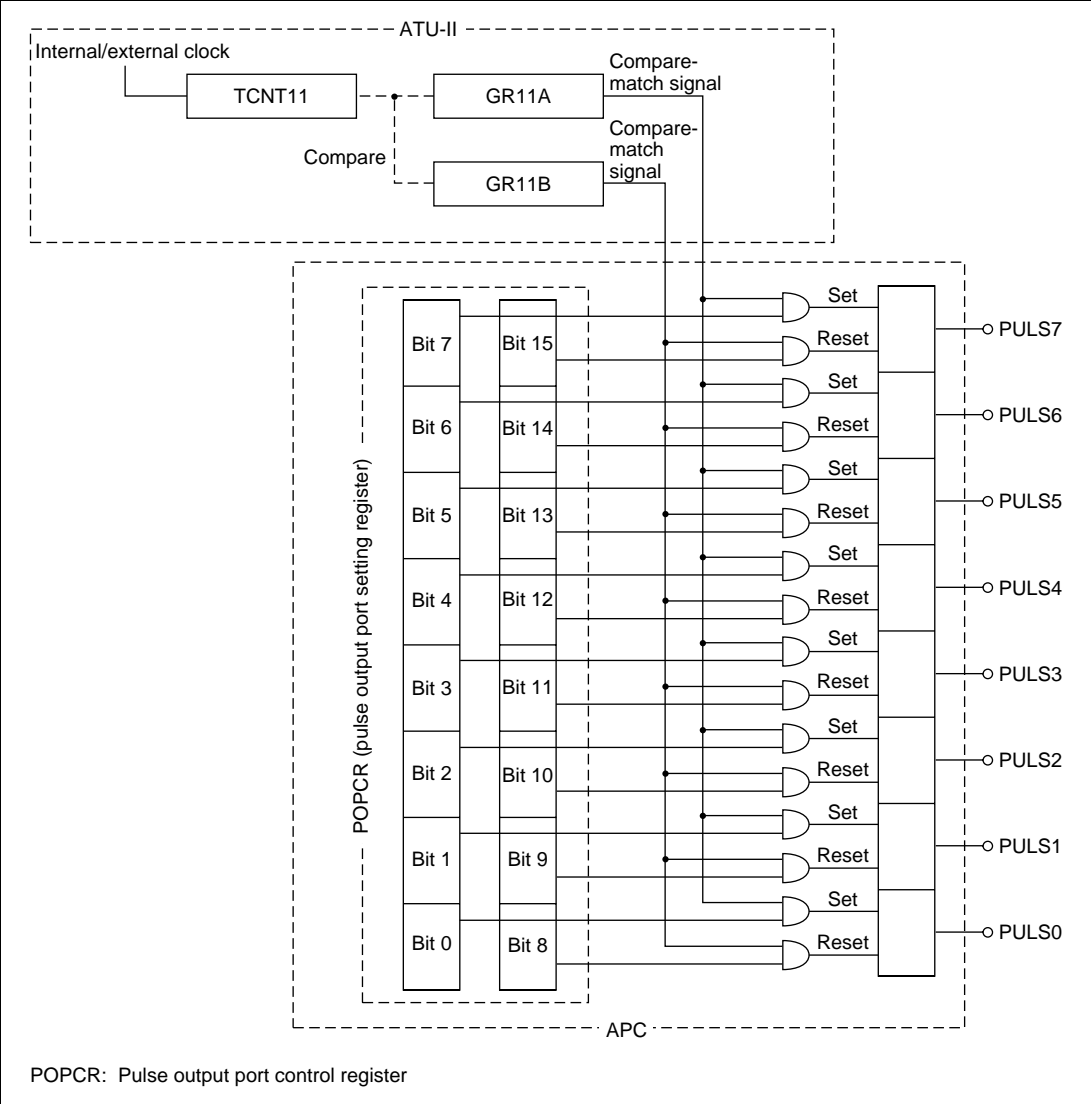 ATU-II
Internal/external clock
TCNT11
GR11A
Compare-
match signal
Compare
GR11B
Compare-
match
signal
POPCR (pulse output port setting register)
Bit 7
Bit 15
Set
Reset
PULS7
Bit 6
Bit 14
Set
Reset
PULS6
Bit 5
Bit 13
Set
Reset
PULS5
Bit 4
Bit 12
Set
Reset
PULS4
Bit 3
Bit 11
Set
Reset
PULS3
Bit 2
Bit 10
Set
Reset
PULS2
Bit 1
Bit 9
Set
Reset
PULS1
Bit 0
Bit 8
Set
Reset
PULS0
APC
POPCR: Pulse output port control register